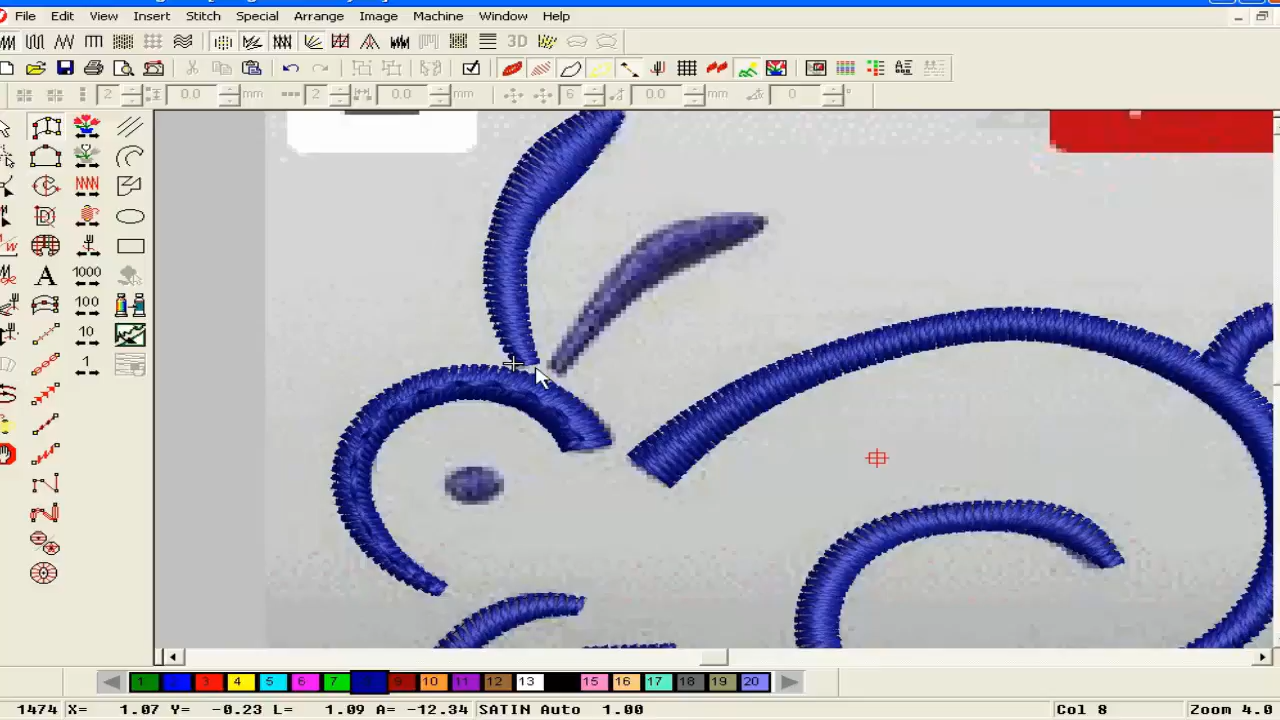 File Edit View Insert Stitch Special Arrange Image Machine Window Help
3D
2 0.0 mm 2 0.0 mm 6 0.0 mm 0 °
A 1000
100
10
1
1 2 3 4 5 6 7 8 9 10 11 12 13 15 16 17 18 19 20
1474 X= 1.07 Y= -0.23 L= 1.09 A= -12.34 SATIN Auto 1.00 Col 8 Zoom 4.0